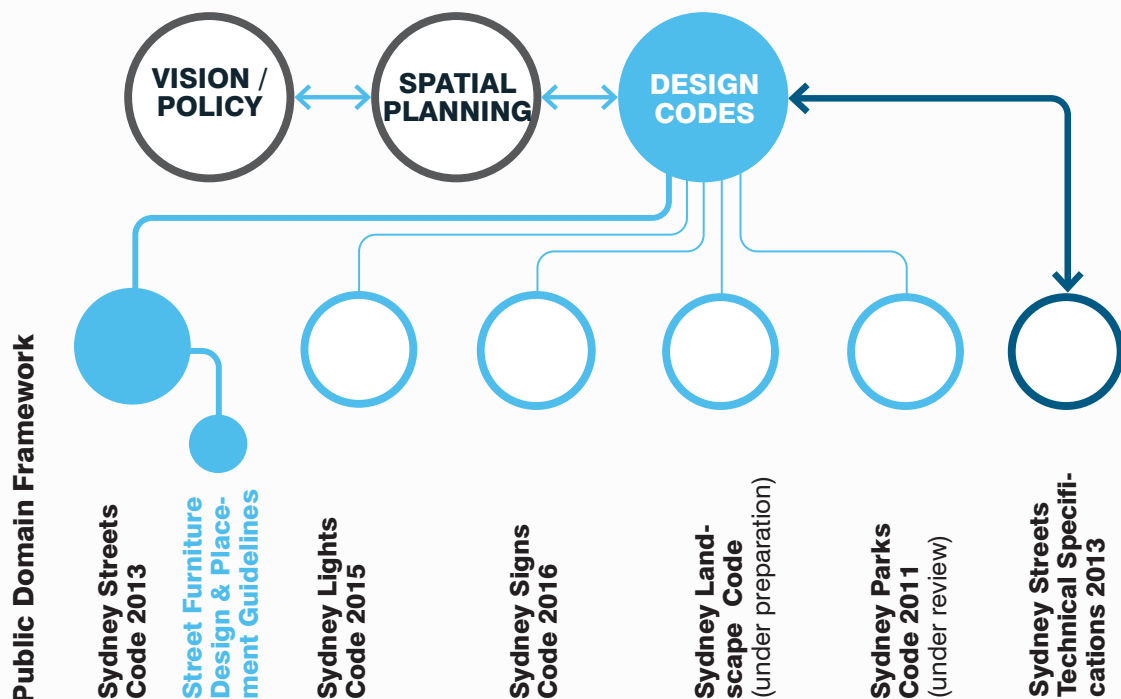 VISION /
POLICY
SPATIAL
PLANNING
DESIGN
CODES
Public Domain Framework
Sydney Streets
Code 2013
Street Furniture
Design & Place-
ment Guidelines
Sydney Lights
Code 2015
Sydney Signs
Code 2016
Sydney Land-
scape Code
(under preparation)
Sydney Parks
Code 2011
(under review)
Sydney Streets
Technical Specifi-
cations 2013